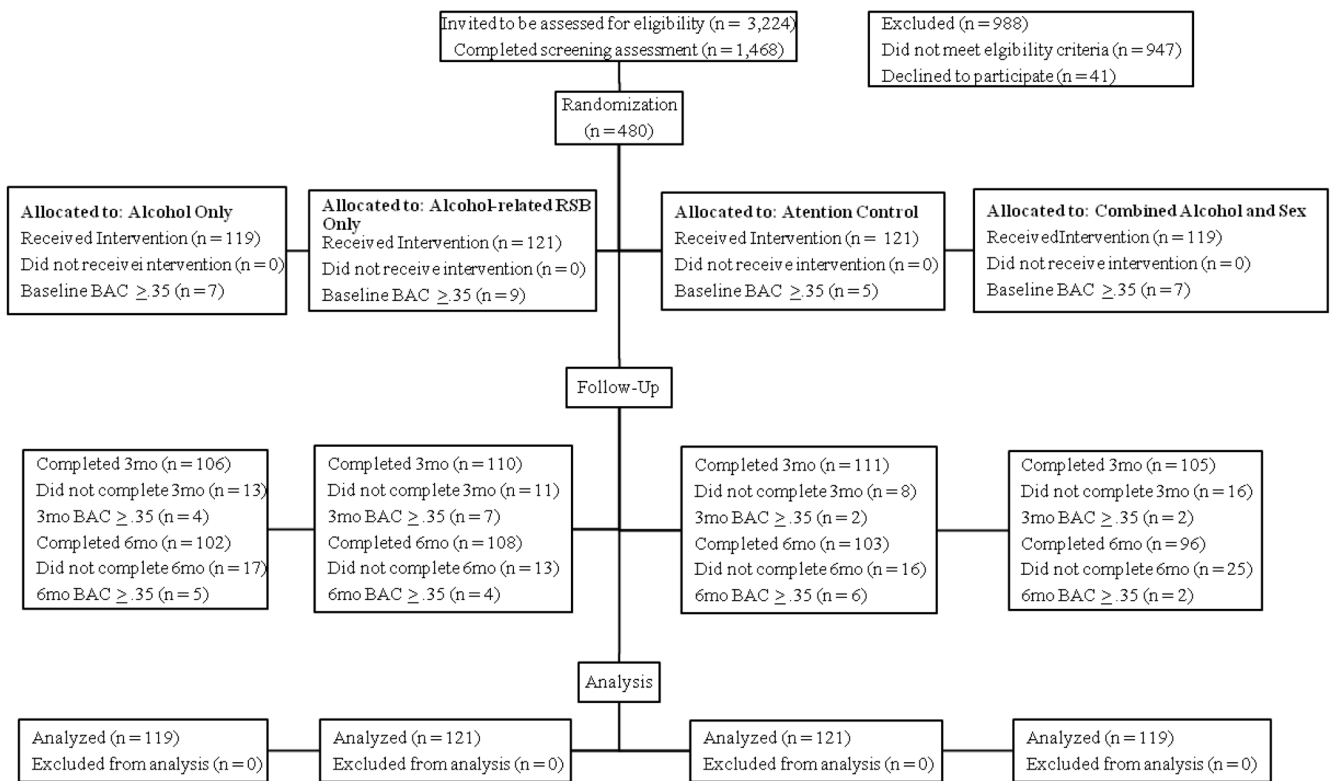 Invited to be assessed for eligibility (n = 3,224)
Completed screening assessment (n = 1,468)
Excluded (n = 988)
Did not meet elgibility criteria (n = 947)
Declined to participate (n = 41)
Randomization
(n = 480)
Allocated to: Alcohol Only
Received Intervention (n = 119)
Did not receivei ntervention (n = 0)
Baseline BAC ≥.35 (n = 7)
Allocated to: Alcohol-related RSB
Only
Received Intervention (n = 121)
Did not receive intervention (n = 0)
Baseline BAC ≥.35 (n = 9)
Allocated to: Atention Control
Received Intervention (n = 121)
Did not receive intervention (n = 0)
Baseline BAC ≥.35 (n = 5)
Allocated to: Combined Alcohol and Sex
ReceivedIntervention (n = 119)
Did not receive intervention (n = 0)
Baseline BAC ≥.35 (n = 7)
Follow-Up
Completed 3mo (n = 106)
Did not complete 3mo (n = 13)
3mo BAC ≥ .35 (n = 4)
Completed 6mo (n = 102)
Did not complete 6mo (n = 17)
6mo BAC ≥ .35 (n = 5)
Completed 3mo (n = 110)
Did not complete 3mo (n = 11)
3mo BAC ≥ .35 (n = 7)
Completed 6mo (n = 108)
Did not complete 6mo (n = 13)
6mo BAC ≥ .35 (n = 4)
Completed 3mo (n = 111)
Did not complete 3mo (n = 8)
3mo BAC ≥ .35 (n = 2)
Completed 6mo (n = 103)
Did not complete 6mo (n = 16)
6mo BAC ≥ .35 (n = 6)
Completed 3mo (n = 105)
Did not complete 3mo (n = 16)
3mo BAC ≥ .35 (n = 2)
Completed 6mo (n = 96)
Did not complete 6mo (n = 25)
6mo BAC ≥ .35 (n = 2)
Analysis
Analyzed (n = 119)
Excluded from analysis (n = 0)
Analyzed (n = 121)
Excluded from analysis (n = 0)
Analyzed (n = 121)
Excluded from analysis (n = 0)
Analyzed (n = 119)
Excluded from analysis (n = 0)